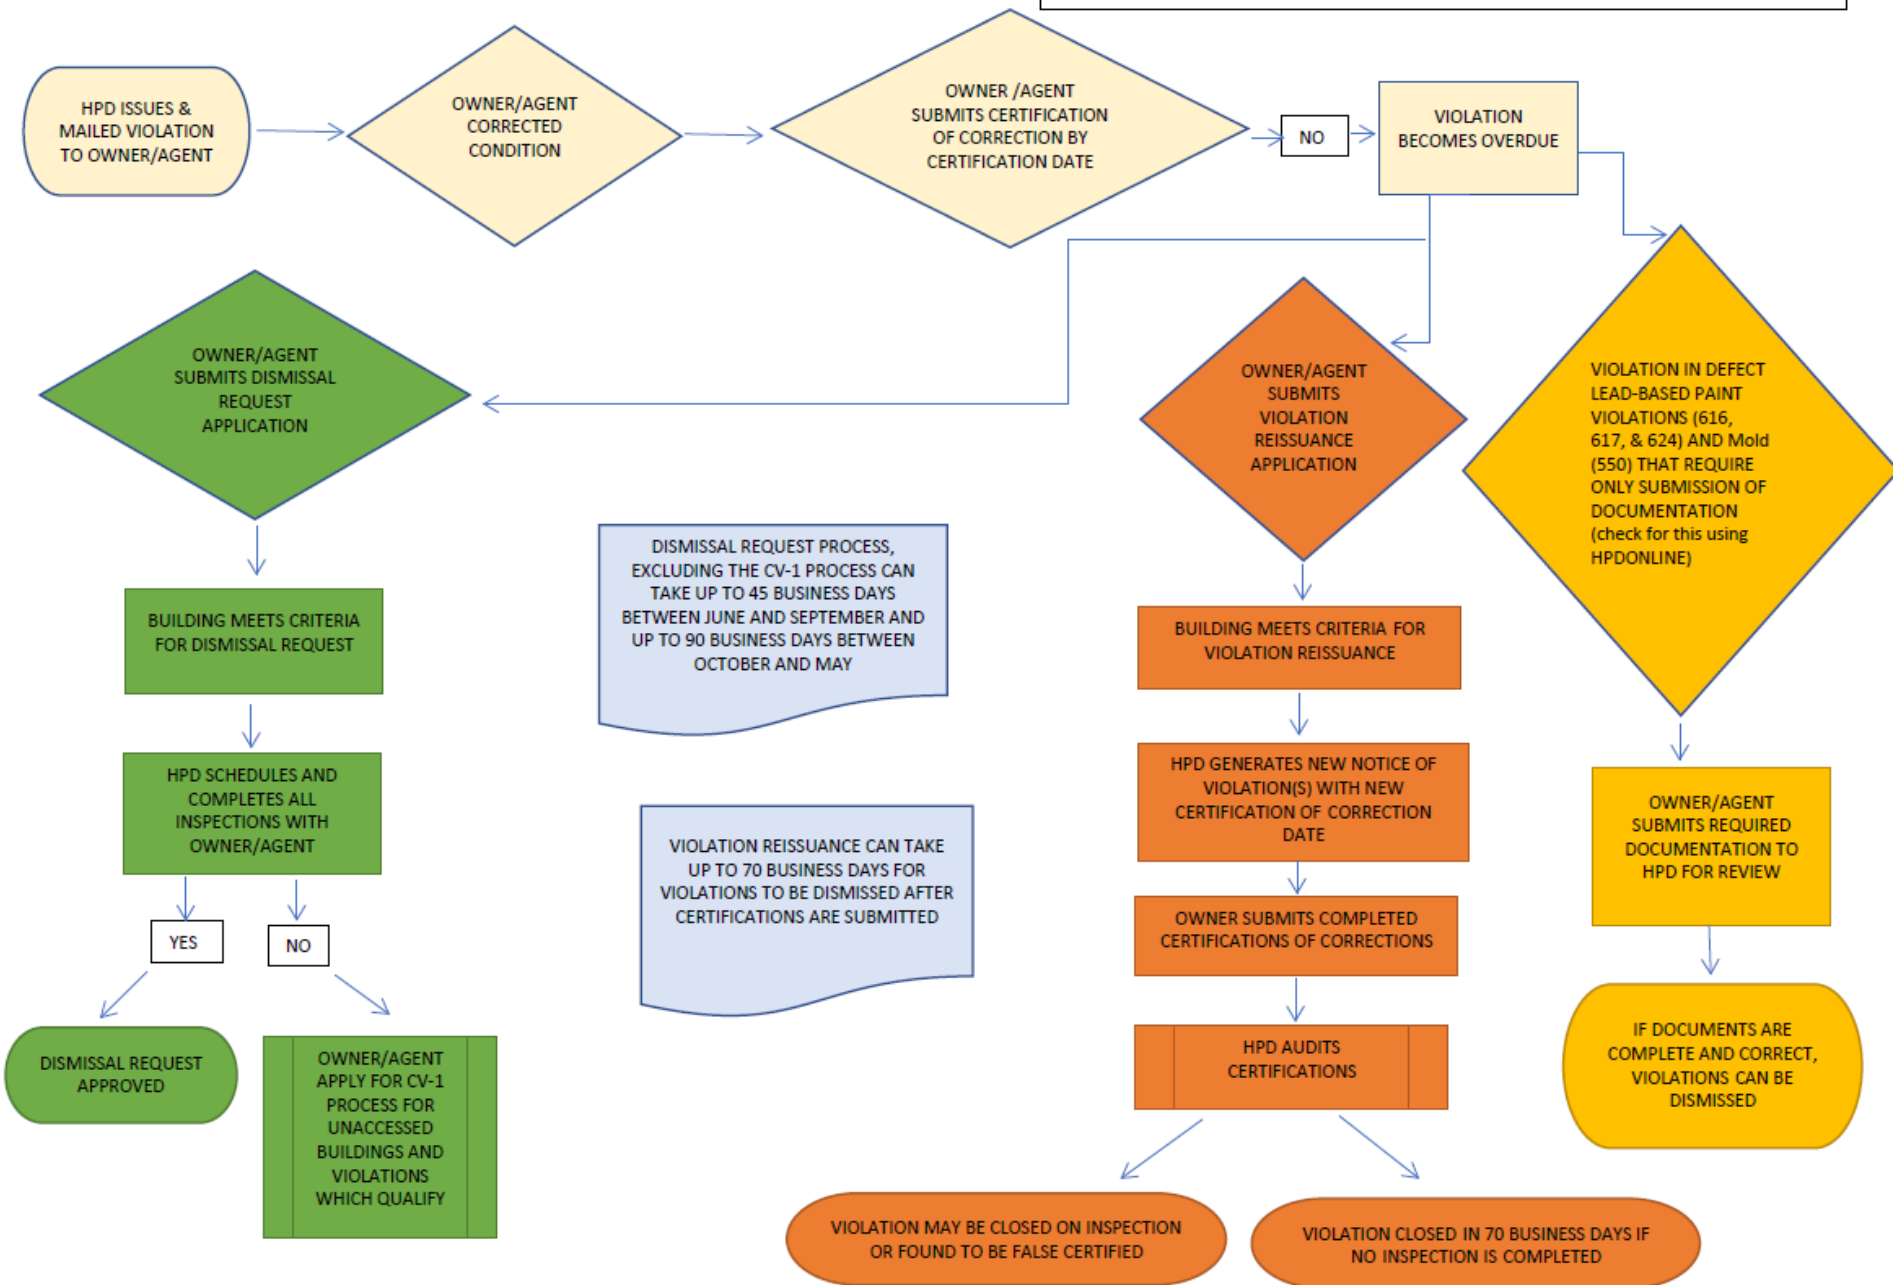 HPD ISSUES &
MAILED VIOLATION
TO OWNER/AGENT
OWNER/AGENT
CORRECTED
CONDITION
OWNER /AGENT
SUBMITS CERTIFICATION
OF CORRECTION BY
CERTIFICATION DATE
NO
VIOLATION
BECOMES OVERDUE
OWNER/AGENT
SUBMITS DISMISSAL
REQUEST
APPLICATION
BUILDING MEETS CRITERIA
FOR DISMISSAL REQUEST
HPD SCHEDULES AND
COMPLETES ALL
INSPECTIONS WITH
OWNER/AGENT
YES
NO
DISMISSAL REQUEST
APPROVED
OWNER/AGENT
APPLY FOR CV-1
PROCESS FOR
UNACCESSED
BUILDINGS AND
VIOLATIONS
WHICH QUALIFY
DISMISSAL REQUEST PROCESS,
EXCLUDING THE CV-1 PROCESS CAN
TAKE UP TO 45 BUSINESS DAYS
BETWEEN JUNE AND SEPTEMBER AND
UP TO 90 BUSINESS DAYS BETWEEN
OCTOBER AND MAY
VIOLATION REISSUANCE CAN TAKE
UP TO 70 BUSINESS DAYS FOR
VIOLATIONS TO BE DISMISSED AFTER
CERTIFICATIONS ARE SUBMITTED
OWNER/AGENT
SUBMITS
VIOLATION
REISSUANCE
APPLICATION
BUILDING MEETS CRITERIA FOR
VIOLATION REISSUANCE
HPD GENERATES NEW NOTICE OF
VIOLATION(S) WITH NEW
CERTIFICATION OF CORRECTION
DATE
OWNER SUBMITS COMPLETED
CERTIFICATIONS OF CORRECTIONS
HPD AUDITS
CERTIFICATIONS
VIOLATION MAY BE CLOSED ON INSPECTION
OR FOUND TO BE FALSE CERTIFIED
VIOLATION CLOSED IN 70 BUSINESS DAYS IF
NO INSPECTION IS COMPLETED
VIOLATION IN DEFECT
LEAD-BASED PAINT
VIOLATIONS (616,
617, & 624) AND Mold
(550) THAT REQUIRE
ONLY SUBMISSION OF
DOCUMENTATION
(check for this using
HPDONLINE)
OWNER/AGENT
SUBMITS REQUIRED
DOCUMENTATION TO
HPD FOR REVIEW
IF DOCUMENTS ARE
COMPLETE AND CORRECT,
VIOLATIONS CAN BE
DISMISSED